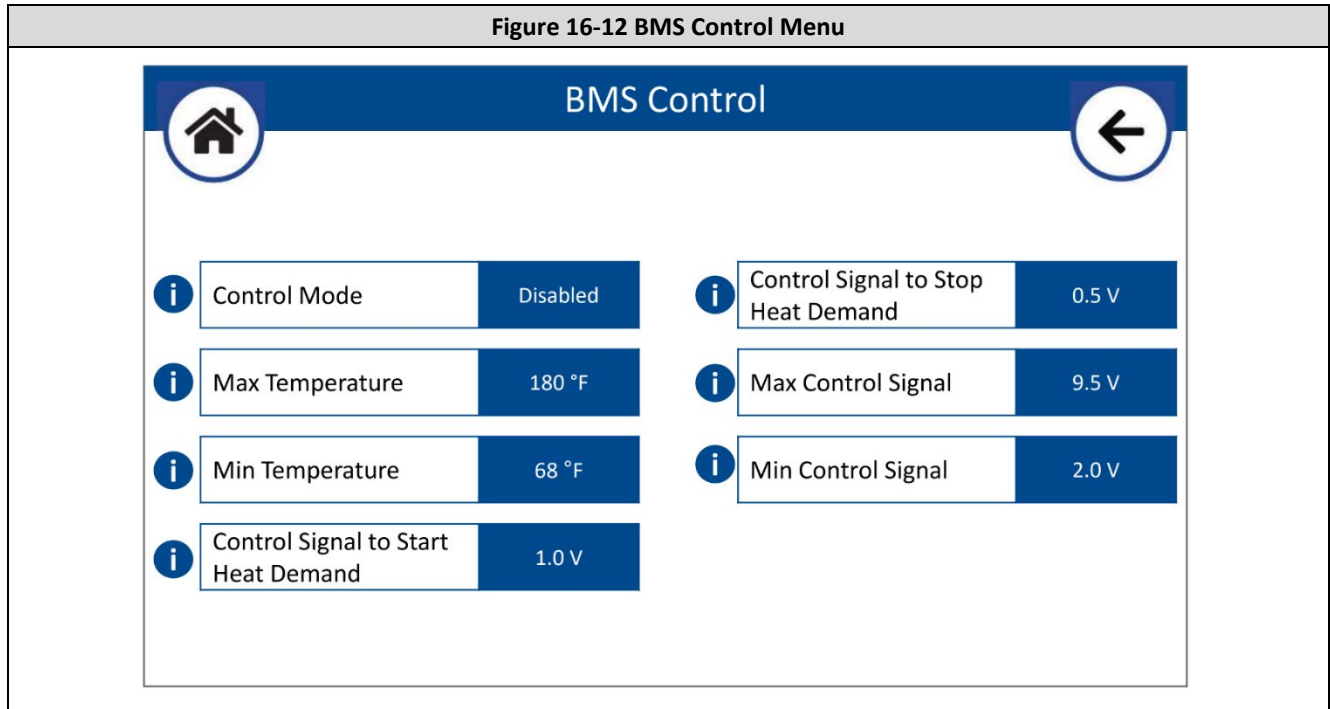 Figure 16-12 BMS Control Menu
BMS Control
i Control Mode Disabled
i Max Temperature 180 °F
i Min Temperature 68 °F
i Control Signal to Start
Heat Demand
1.0 V
i Control Signal to Stop
Heat Demand
0.5 V
i Max Control Signal 9.5 V
i Min Control Signal 2.0 V